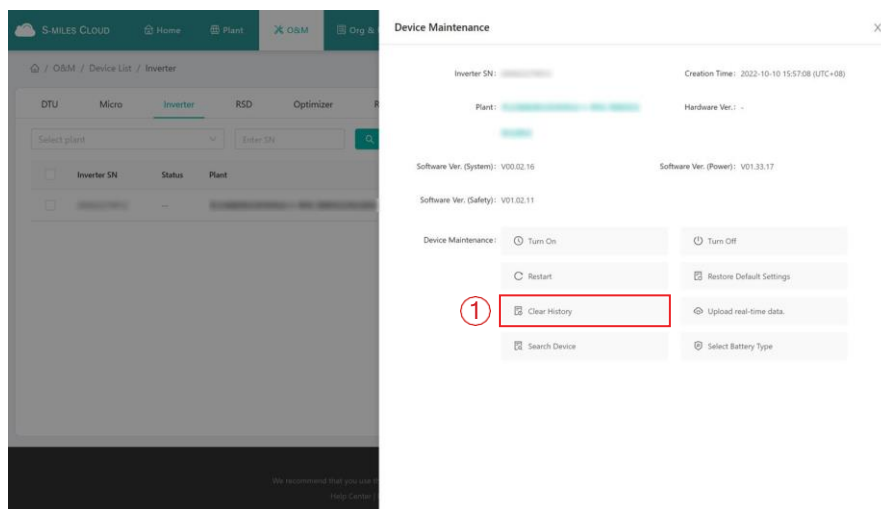 S-MILES CLOUD
Home
Plant
O&M
Org &
/ O&M / Device List / Inverter
DTU
Micro
Inverter
RSD
Optimizer
R
Select plant
Enter SN
Inverter SN
Status
Plant
--
We recommend that you use th
Help Center |
Device Maintenance
X
Inverter SN:
Creation Time: 2022-10-10 15:57:08 (UTC+08)
Plant:
Hardware Ver.: -
Software Ver. (System): V00.02.16
Software Ver. (Power): V01.33.17
Software Ver. (Safety): V01.02.11
Device Maintenance:
Turn On
Turn Off
Restart
Restore Default Settings
1
Clear History
Upload real-time data.
Search Device
Select Battery Type